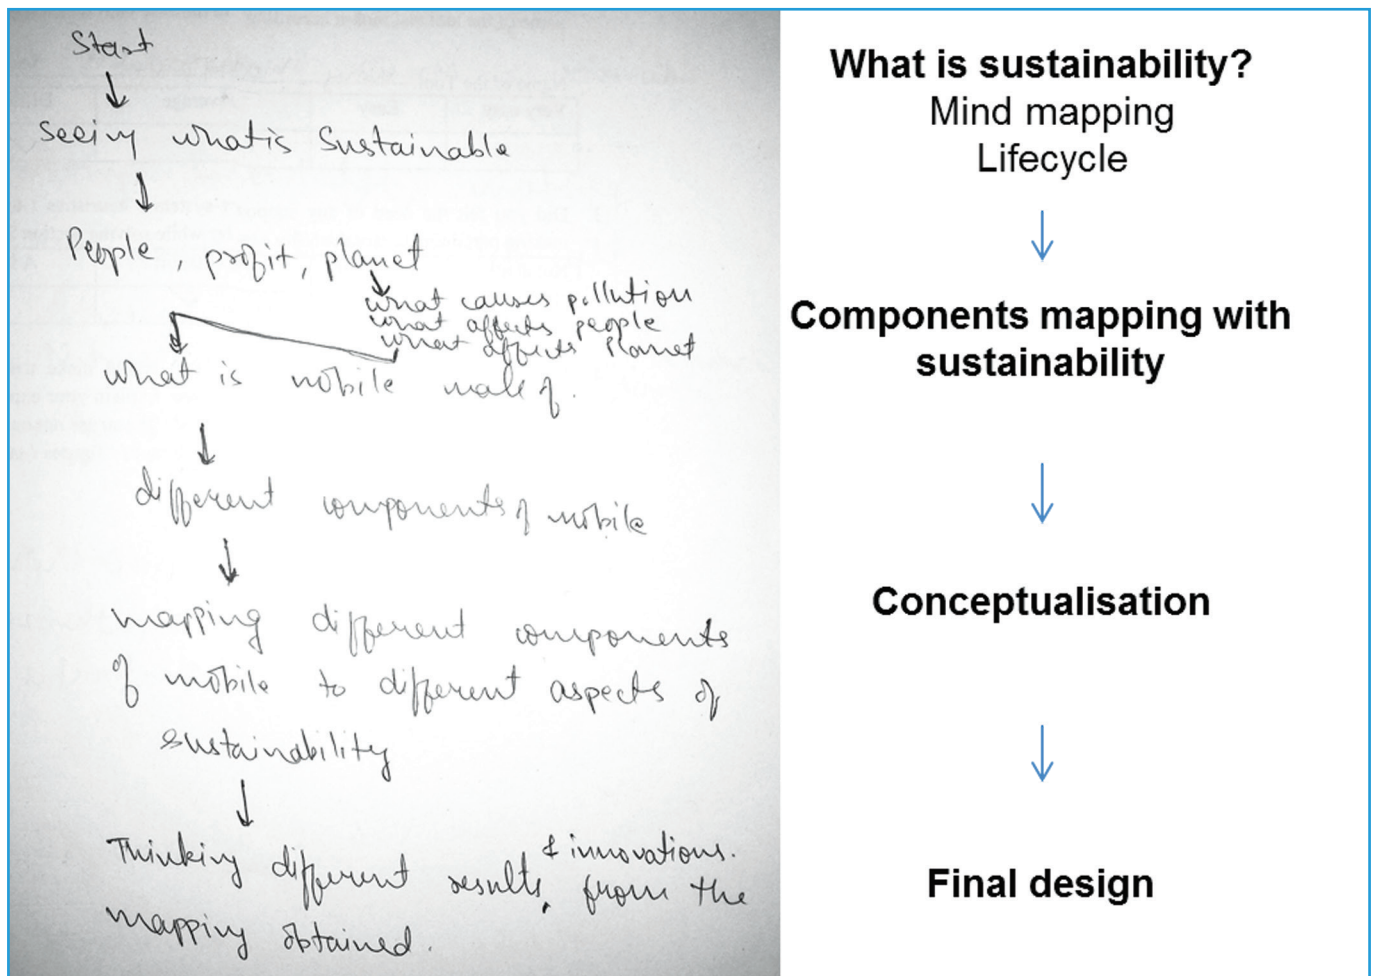 Start
Seeing what is Sustainable
People, profit, planet
what causes pollution
what affects people
what affects planet
what is mobile made of.
different components of mobile
mapping different components
of mobile to different aspects of
sustainability
Thinking different results, & innovations. from the
mapping obtained.
What is sustainability?
Mind mapping
Lifecycle
Components mapping with
sustainability
Conceptualisation
Final design